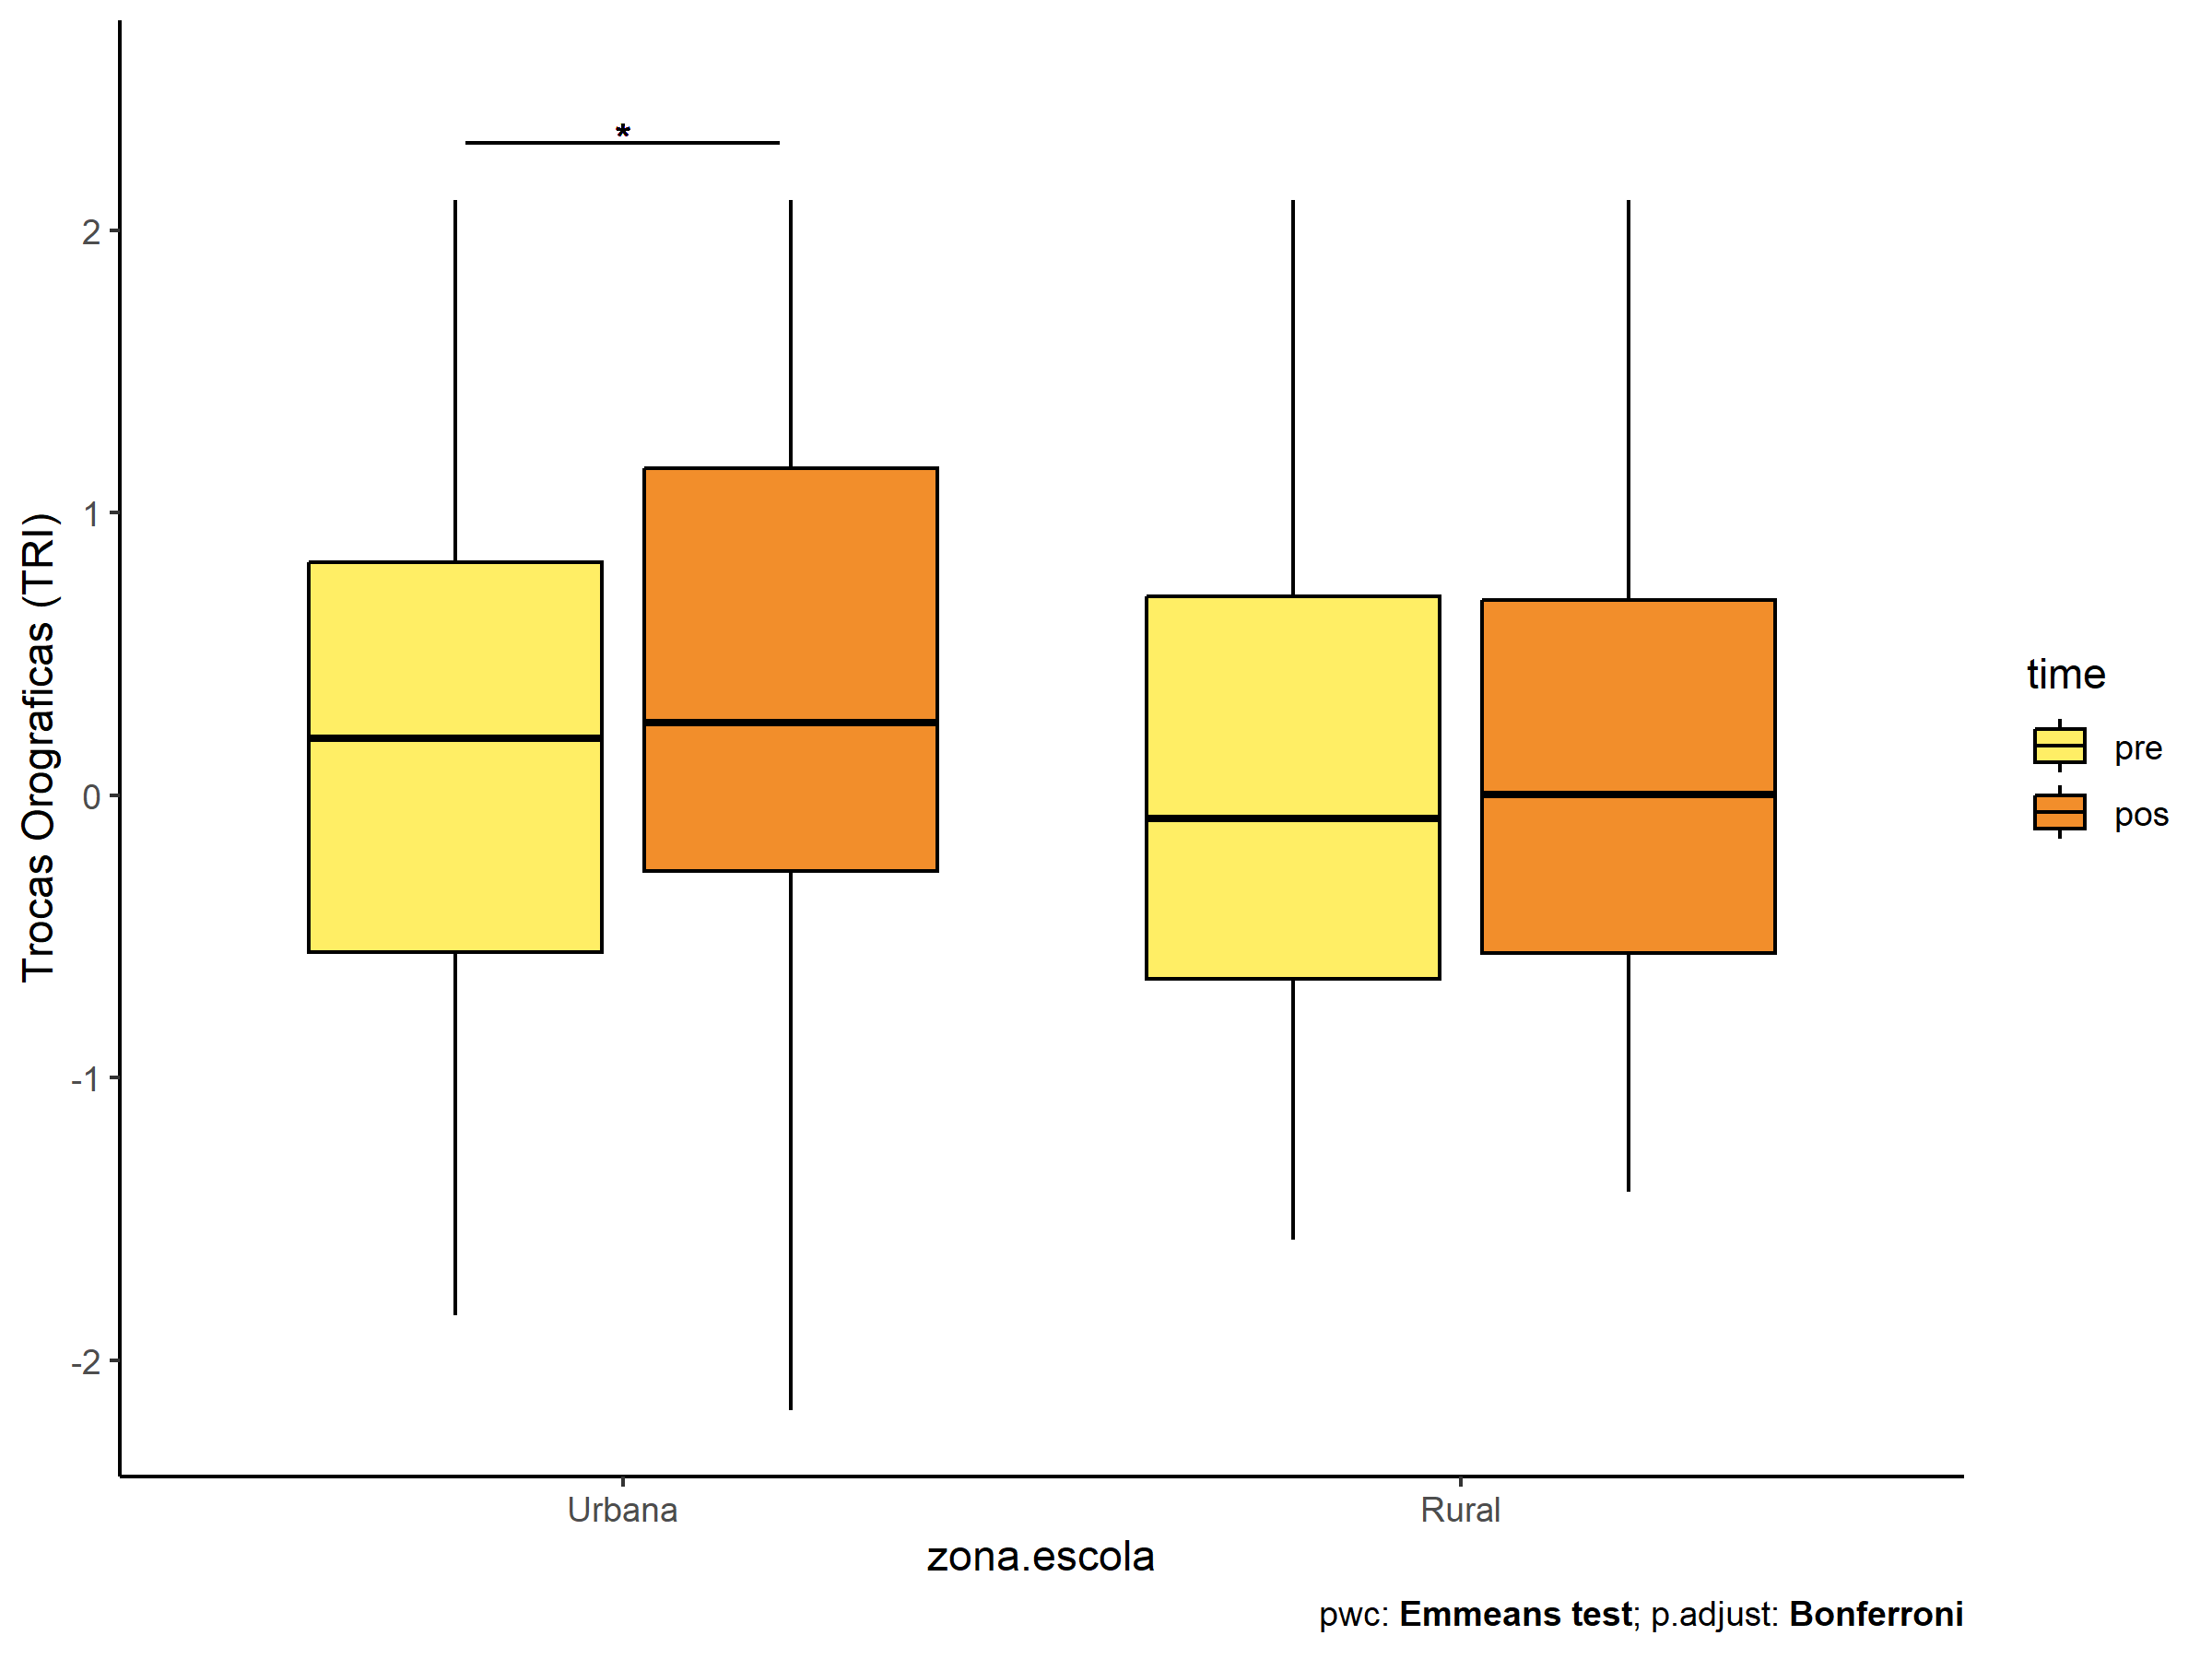 *
2
1
0
-1
-2
Trocas Orograficas (TRI)
Urbana
Rural
zona.escola
time
pre
pos
pwc: Emmeans test; p.adjust: Bonferroni